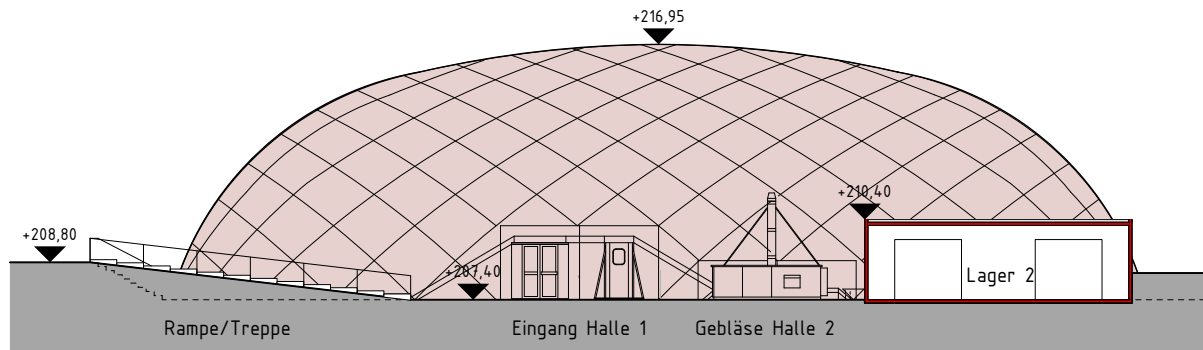 +216,95
+210,40
+208,80
+207,40
Lager 2
Rampe/Treppe
Eingang Halle 1
Gebläse Halle 2